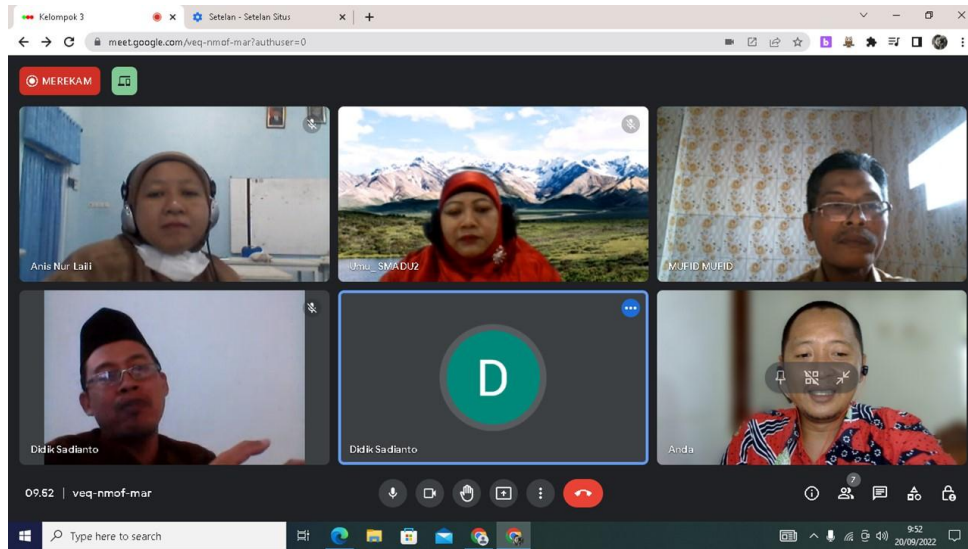 Kelompok 3
Setelan - Setelan Situs
meet.google.com/veq-nmof-mar?authuser=0
MEREKAM
Anis Nur Laili
Umu_ SMADU2
MUFID MUFID
Didik Sadianto
D
Didik Sadianto
Anda
09.52 | veq-nmof-mar
7
Type here to search
9:52
20/09/2022